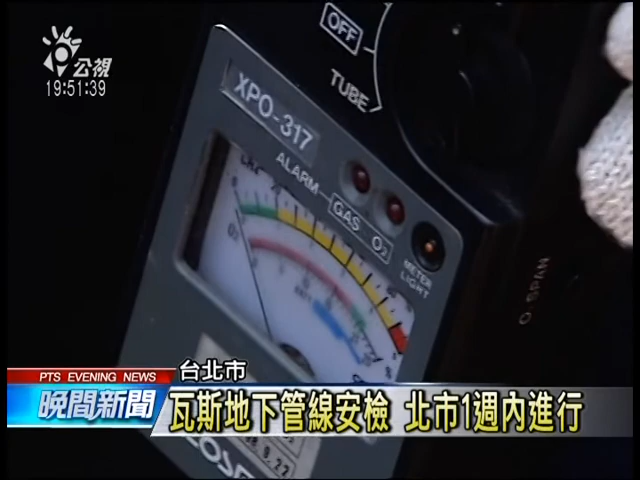 公視
19:51:39
OFF
TUBE
XPO-317
ALARM
GAS O₂
METER
LIGHT
O₂ SPAN
PTS EVENING NEWS
台北市
晚間新聞
瓦斯地下管線安檢 北市1週內進行